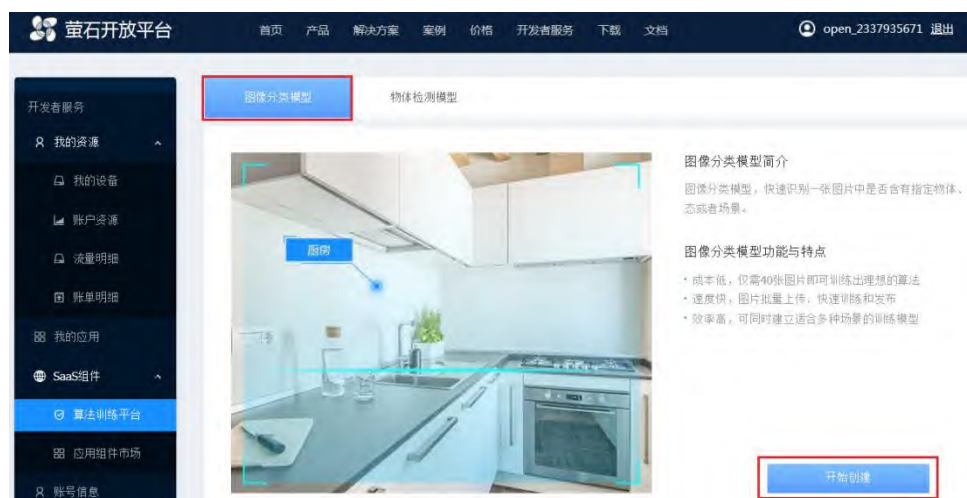 萤石开放平台
首页 产品 解决方案 案例 价格 开发者服务 下载 文档
open_2337935671 退出
开发者服务
我的资源
我的设备
账户资源
流量明细
账单明细
我的应用
SaaS组件
算法训练平台
应用组件市场
账号信息
图像分类模型 物体检测模型
厨房
图像分类模型简介
图像分类模型，快速识别一张图片中是否含有指定物体、
态或者场景。
图像分类模型功能与特点
• 成本低，仅需40张图片即可训练出理想的算法
• 速度快，图片批量上传，快速训练和发布
• 效率高，可同时建立适合多种场景的训练模型
开始创建